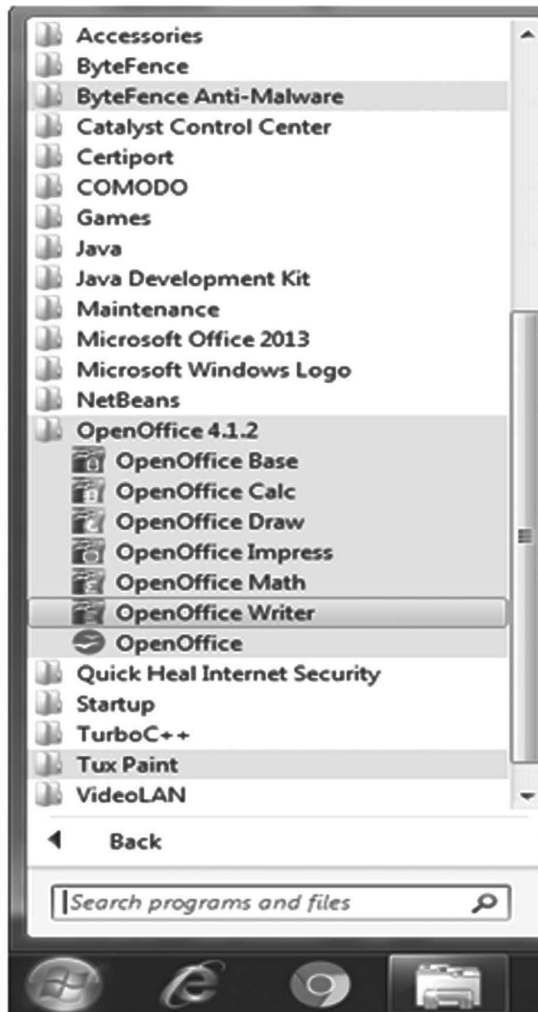 Accessories
ByteFence
ByteFence Anti-Malware
Catalyst Control Center
Certiport
COMODO
Games
Java
Java Development Kit
Maintenance
Microsoft Office 2013
Microsoft Windows Logo
NetBeans
OpenOffice 4.1.2
OpenOffice Base
OpenOffice Calc
OpenOffice Draw
OpenOffice Impress
OpenOffice Math
OpenOffice Writer
OpenOffice
Quick Heal Internet Security
Startup
TurboC++
Tux Paint
VideoLAN
Back
Search programs and files